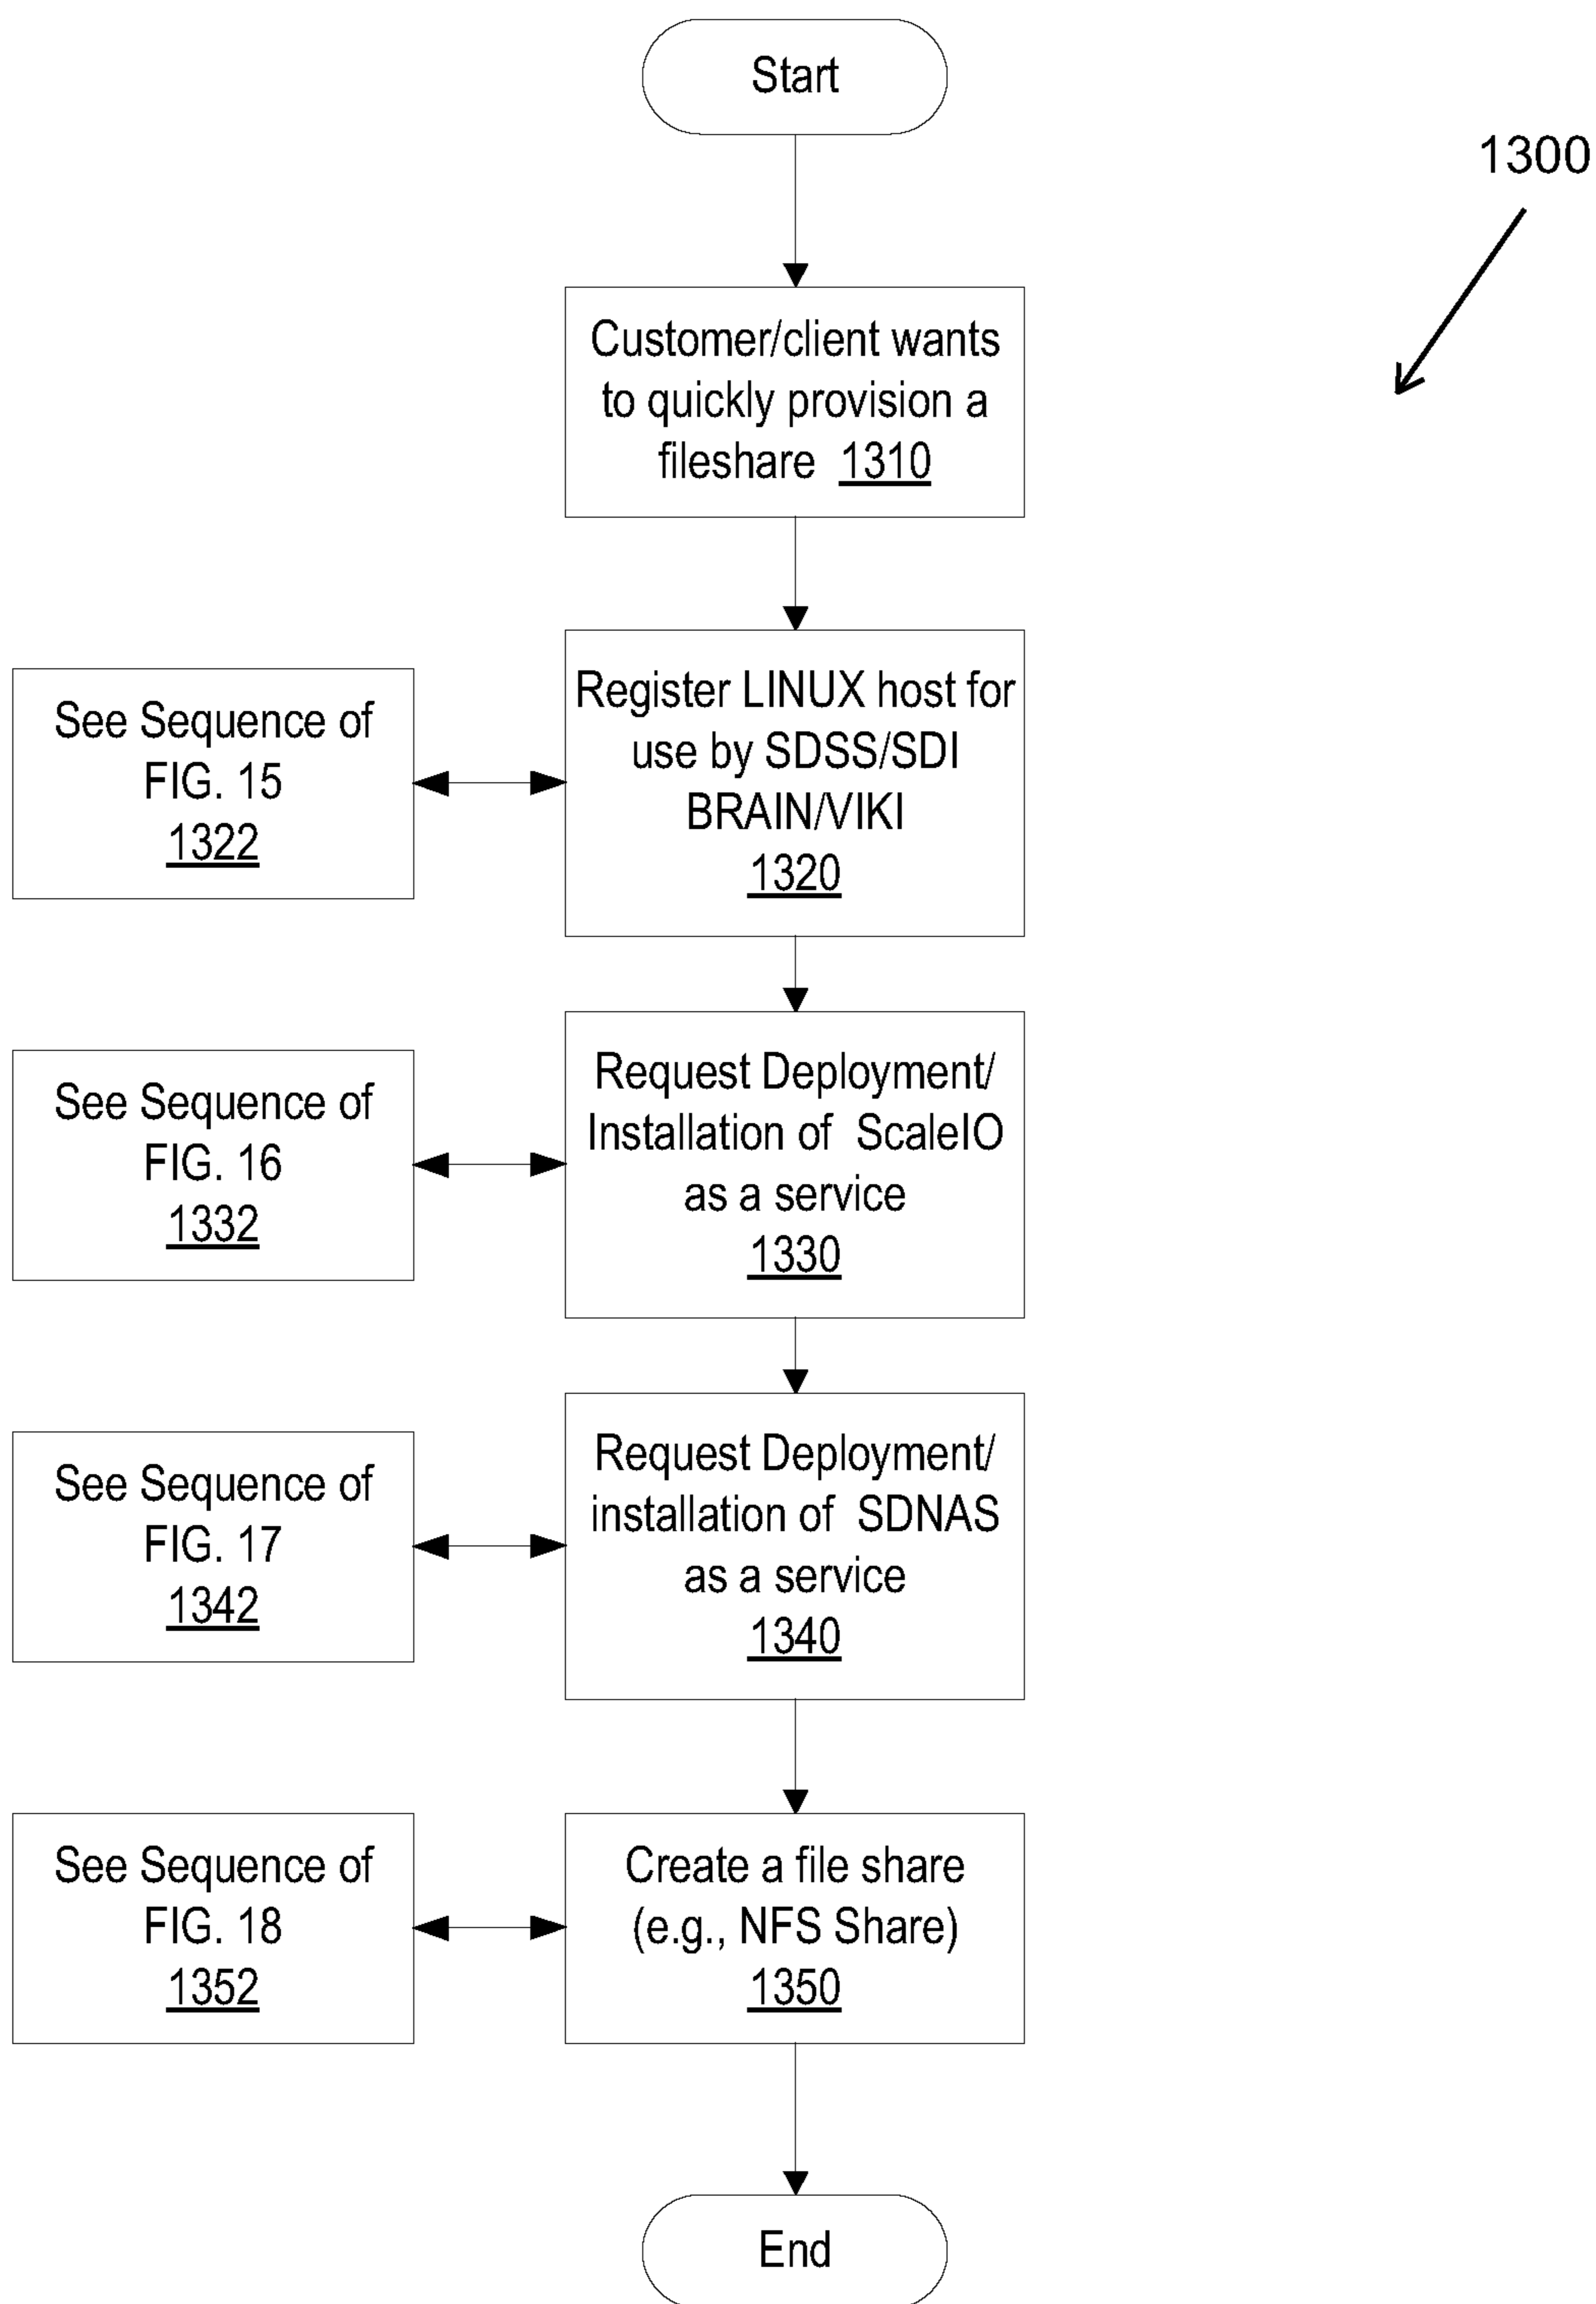 Start
1300
Customer/client wants
to quickly provision a
fileshare 1310
See Sequence of
FIG. 15
1322
Register LINUX host for
use by SDSS/SDI
BRAIN/VIKI
1320
See Sequence of
FIG. 16
1332
Request Deployment/
Installation of ScaleIO
as a service
1330
See Sequence of
FIG. 17
1342
Request Deployment/
installation of SDNAS
as a service
1340
See Sequence of
FIG. 18
1352
Create a file share
(e.g., NFS Share)
1350
End